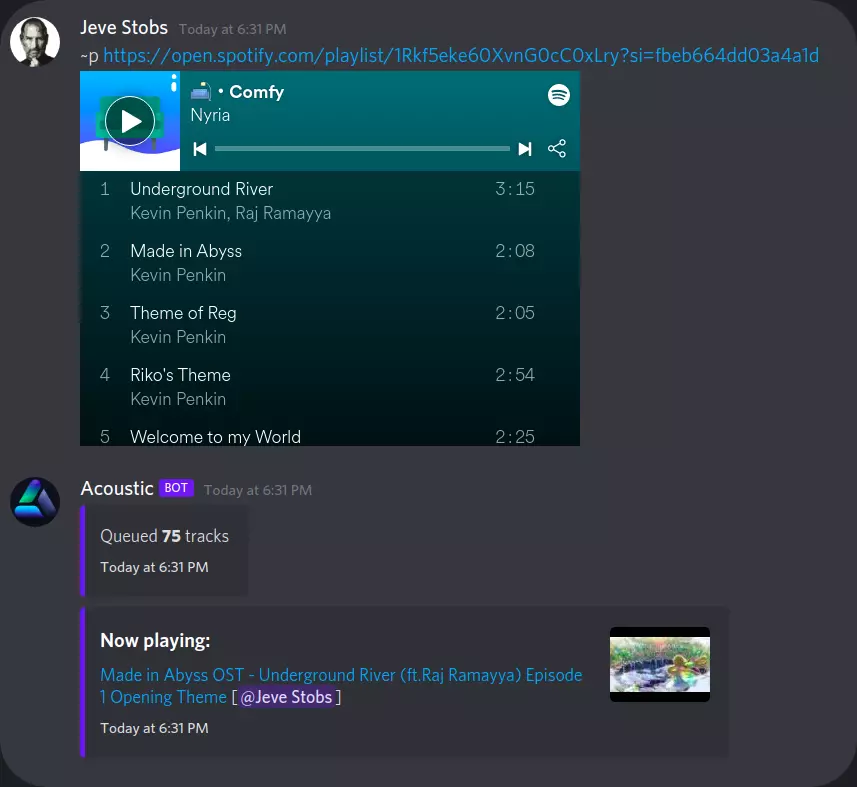 Jeve Stobs Today at 6:31 PM
~p https://open.spotify.com/playlist/1Rkf5eke60XvnG0cC0xLry?si=fbeb664dd03a4a1d
🛋️ • Comfy
Nyria
1 Underground River 3:15
Kevin Penkin, Raj Ramayya
2 Made in Abyss 2:08
Kevin Penkin
3 Theme of Reg 2:05
Kevin Penkin
4 Riko's Theme 2:54
Kevin Penkin
5 Welcome to my World 2:25
Acoustic BOT Today at 6:31 PM
Queued 75 tracks
Today at 6:31 PM
Now playing:
Made in Abyss OST - Underground River (ft.Raj Ramayya) Episode
1 Opening Theme [@Jeve Stobs]
Today at 6:31 PM